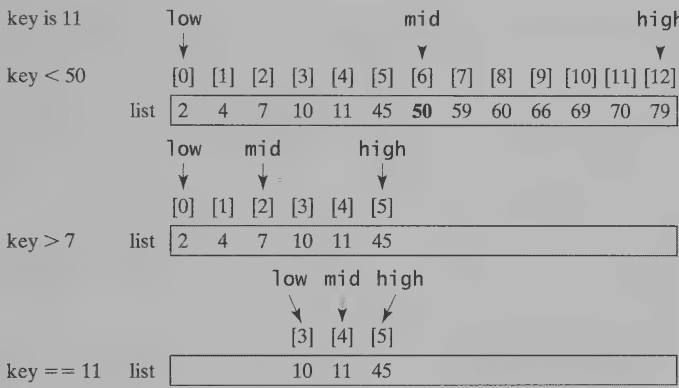 key is 11 low mid high
key < 50 [0] [1] [2] [3] [4] [5] [6] [7] [8] [9] [10] [11] [12]
list 2 4 7 10 11 45 50 59 60 66 69 70 79
low mid high
[0] [1] [2] [3] [4] [5]
key > 7 list 2 4 7 10 11 45
low mid high
[3] [4] [5]
key == 11 list 10 11 45